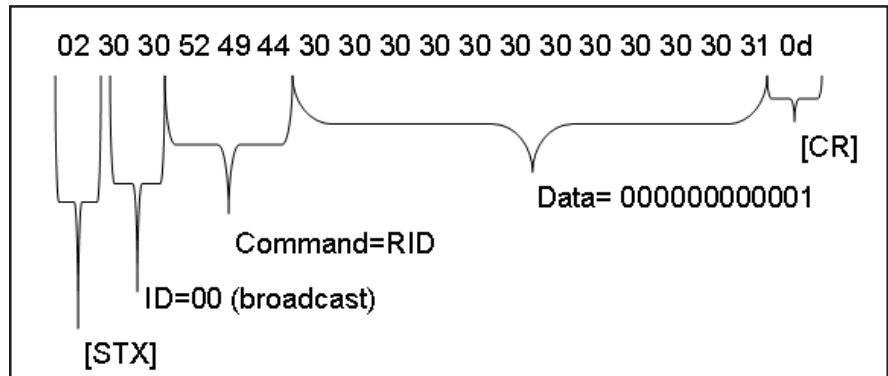 02 30 30 52 49 44 30 30 30 30 30 30 30 30 30 30 30 31 0d
[CR]
Data= 000000000001
Command=RID
ID=00 (broadcast)
[STX]